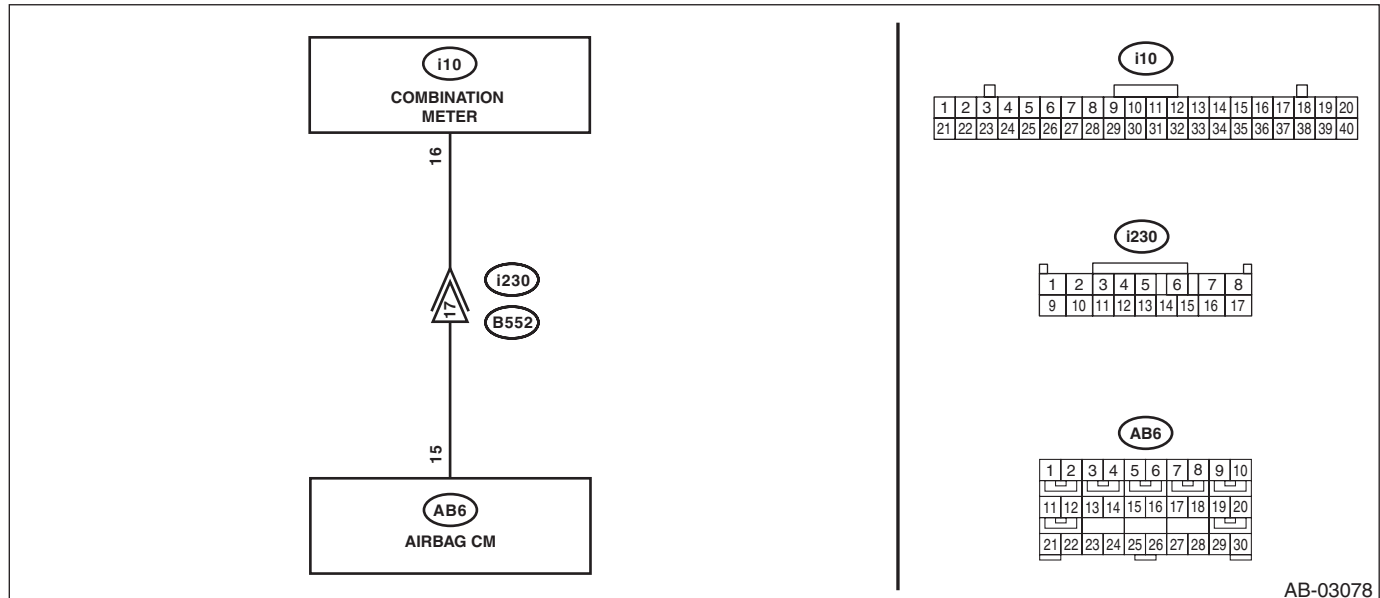 i10
COMBINATION
METER
16
17
i230
B552
15
AB6
AIRBAG CM
i10
1 2 3 4 5 6 7 8 9 10 11 12 13 14 15 16 17 18 19 20
21 22 23 24 25 26 27 28 29 30 31 32 33 34 35 36 37 38 39 40
i230
1 2 3 4 5 6 7 8
9 10 11 12 13 14 15 16 17
AB6
1 2 3 4 5 6 7 8 9 10
11 12 13 14 15 16 17 18 19 20
21 22 23 24 25 26 27 28 29 30
AB-03078